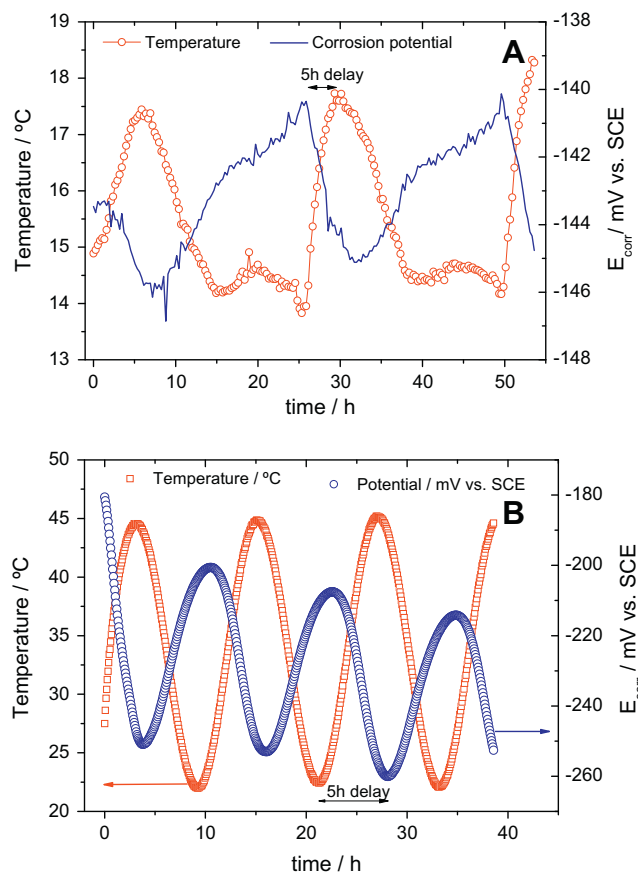 Temperature
Corrosion potential
A
5h delay
19
18
17
16
15
14
13
-138
-140
-142
-144
-146
-148
0
10
20
30
40
50
Temperature / ºC
E_corr / mV vs. SCE
time / h
Temperature / ºC
Potential / mV vs. SCE
B
5h delay
50
45
40
35
30
25
20
-180
-200
-220
-240
-260
0
10
20
30
40
Temperature / ºC
/ mV vs. SCE
time / h